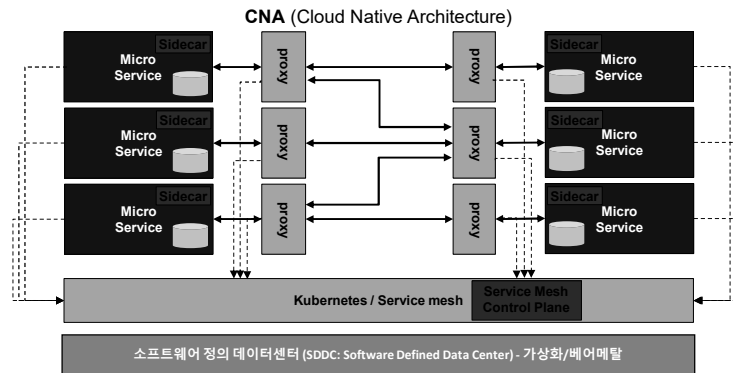 CNA (Cloud Native Architecture)
Sidecar
Micro
Service
proxy
proxy
Sidecar
Micro
Service
Sidecar
Micro
Service
proxy
proxy
Sidecar
Micro
Service
Sidecar
Micro
Service
proxy
proxy
Sidecar
Micro
Service
Kubernetes / Service mesh
Service Mesh
Control Plane
소프트웨어 정의 데이터센터 (SDDC: Software Defined Data Center) - 가상화/베어메탈